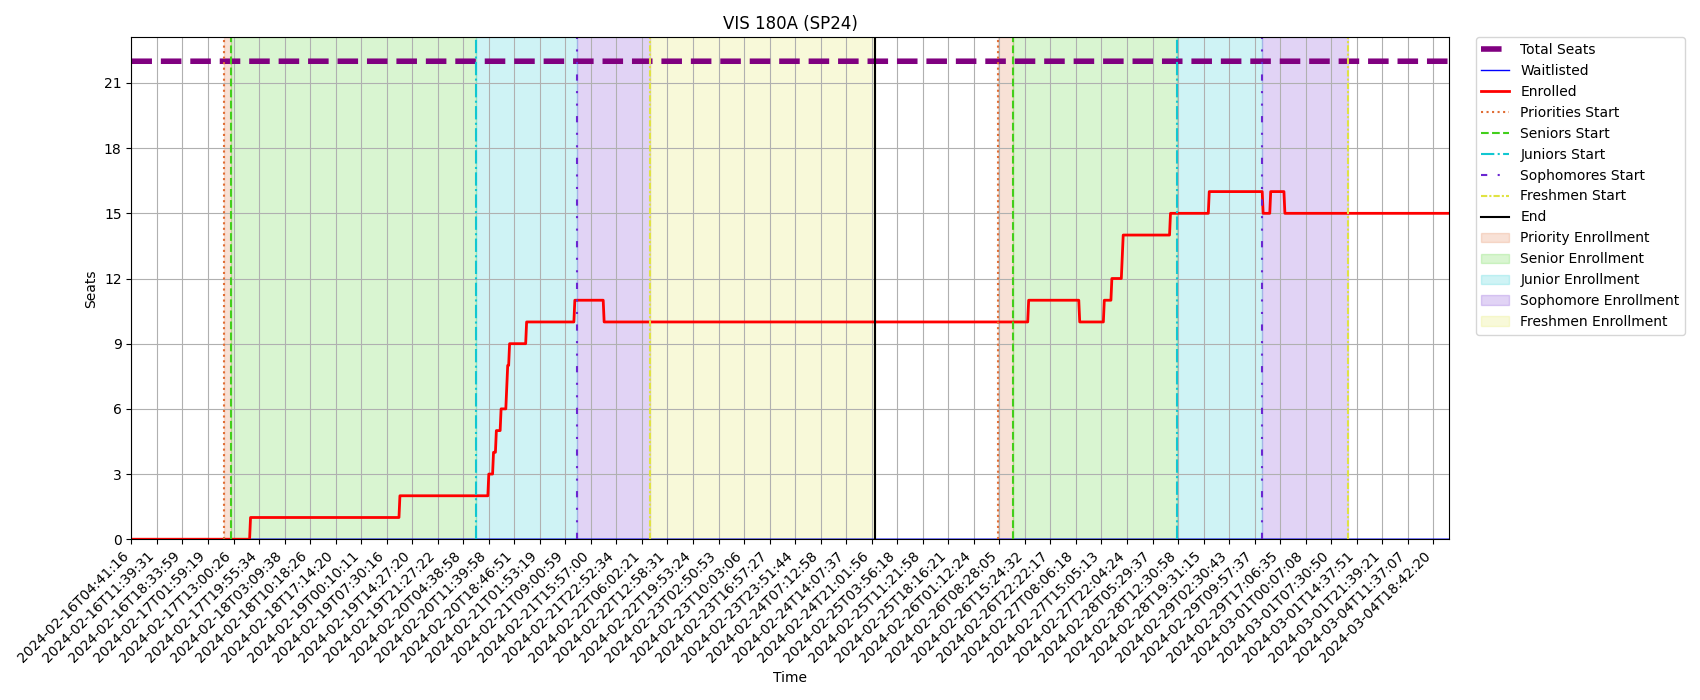 VIS 180A (SP24)
Seats
21
18
15
12
9
6
3
0
2024-02-16T04:41:16
2024-02-16T11:39:31
2024-02-16T18:33:59
2024-02-17T01:59:19
2024-02-17T13:00:26
2024-02-17T19:55:34
2024-02-18T03:09:38
2024-02-18T10:18:26
2024-02-18T17:14:20
2024-02-19T00:10:11
2024-02-19T07:30:16
2024-02-19T14:27:20
2024-02-19T21:27:22
2024-02-20T04:38:58
2024-02-20T11:39:58
2024-02-20T18:46:51
2024-02-21T01:53:19
2024-02-21T09:00:59
2024-02-21T15:57:00
2024-02-21T22:52:34
2024-02-22T06:02:21
2024-02-22T12:58:31
2024-02-22T19:53:24
2024-02-23T02:50:53
2024-02-23T10:03:06
2024-02-23T16:57:27
2024-02-23T23:51:44
2024-02-24T07:12:58
2024-02-24T14:07:37
2024-02-24T21:01:56
2024-02-25T03:56:18
2024-02-25T11:21:58
2024-02-25T18:16:21
2024-02-26T01:12:24
2024-02-26T08:28:05
2024-02-26T15:24:32
2024-02-26T22:22:17
2024-02-27T08:06:18
2024-02-27T15:05:13
2024-02-27T22:04:24
2024-02-28T05:29:37
2024-02-28T12:30:58
2024-02-28T19:31:15
2024-02-29T02:30:43
2024-02-29T09:57:37
2024-02-29T17:06:35
2024-03-01T00:07:08
2024-03-01T07:30:50
2024-03-01T14:37:51
2024-03-01T21:39:21
2024-03-04T11:37:07
2024-03-04T18:42:20
Time
Total Seats
Waitlisted
Enrolled
Priorities Start
Seniors Start
Juniors Start
Sophomores Start
Freshmen Start
End
Priority Enrollment
Senior Enrollment
Junior Enrollment
Sophomore Enrollment
Freshmen Enrollment